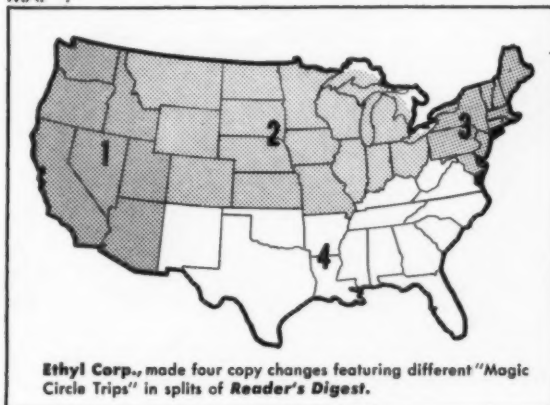 1
2
3
4
Ethyl Corp., made four copy changes featuring different "Magic
Circle Trips" in splits of Reader's Digest.